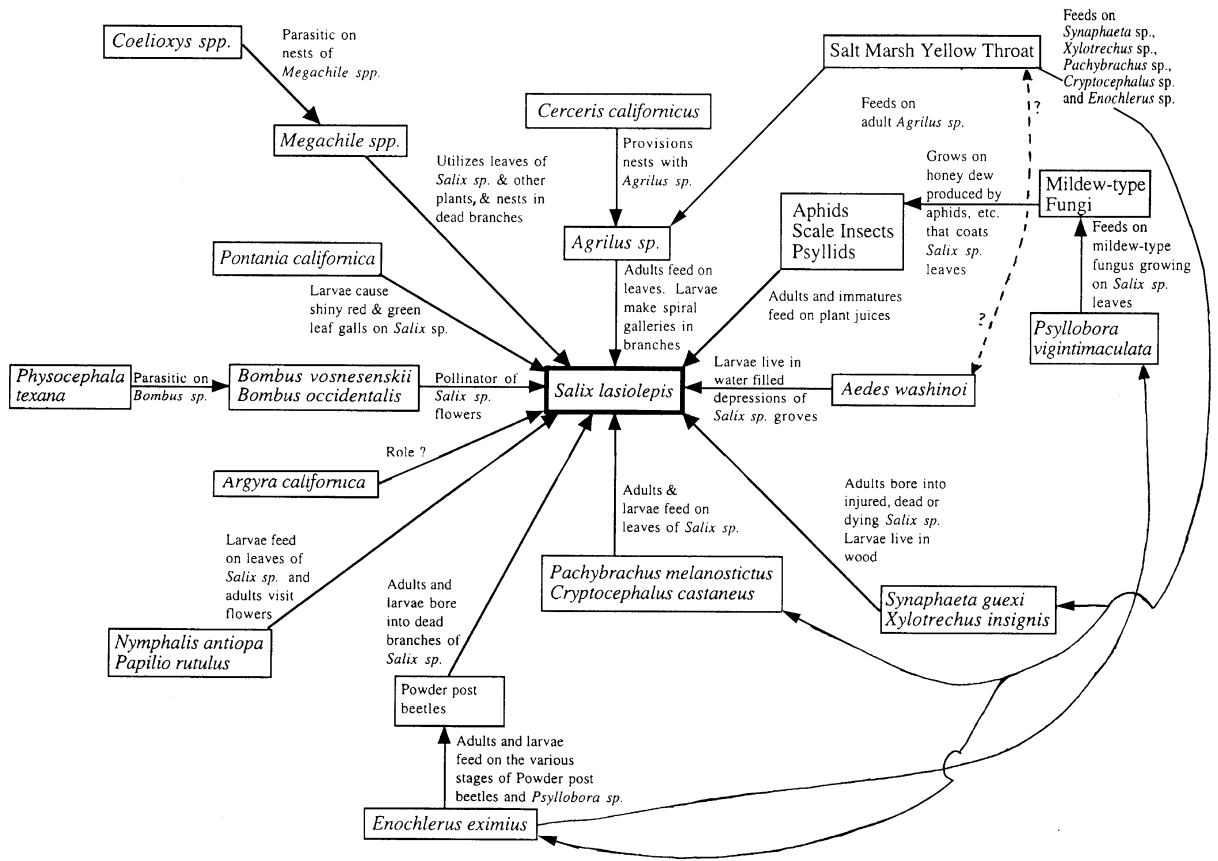 Coelioxys spp.
Parasitic on
nests of
Megachile spp.
Megachile spp.
Utilizes leaves of
Salix sp. & other
plants, & nests in
dead branches
Cerceris californicus
Provisions
nests with
Agrilus sp.
Agrilus sp.
Adults feed on
leaves. Larvae
make spiral
galleries in
branches
Salt Marsh Yellow Throat
Feeds on
adult Agrilus sp.
Feeds on
Synaphaeta sp.,
Xylotrechus sp.,
Pachybrachus sp.,
Cryptocephalus sp.
and Enochlerus sp.
?
Grows on
honey dew
produced by
aphids, etc.
that coats
Salix sp.
leaves
Mildew-type
Fungi
Aphids
Scale Insects
Psyllids
Adults and immatures
feed on plant juices
Feeds on
mildew-type
fungus growing
on Salix sp.
leaves
Psyllobora
vigintimaculata
?
Pontania californica
Larvae cause
shiny red & green
leaf galls on Salix sp.
Physocephala
texana
Parasitic on
Bombus sp.
Bombus vosnesenskii
Bombus occidentalis
Pollinator of
Salix sp.
flowers
Salix lasiolepis
Larvae live in
water filled
depressions of
Salix sp. groves
Aedes washinoi
Role ?
Argyra californica
Larvae feed
on leaves of
Salix sp. and
adults visit
flowers
Nymphalis antiopa
Papilio rutulus
Adults and
larvae bore
into dead
branches of
Salix sp.
Powder post
beetles
Adults and larvae
feed on the various
stages of Powder post
beetles and Psyllobora sp.
Enochlerus eximius
Adults &
larvae feed on
leaves of Salix sp.
Pachybrachus melanostictus
Cryptocephalus castaneus
Adults bore into
injured, dead or
dying Salix sp.
Larvae live in
wood
Synaphaeta guexi
Xylotrechus insignis